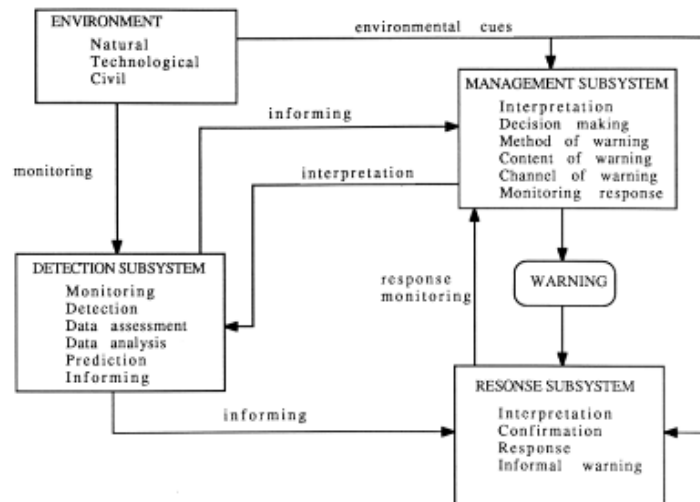 ENVIRONMENT
Natural
Technological
Civil
environmental cues
MANAGEMENT SUBSYSTEM
Interpretation
Decision making
Method of warning
Content of warning
Channel of warning
Monitoring response
informing
monitoring
interpretation
DETECTION SUBSYSTEM
Monitoring
Detection
Data assessment
Data analysis
Prediction
Informing
response
monitoring
WARNING
informing
RESÖNSE SUBSYSTEM
Interpretation
Confirmation
Response
Informal warning